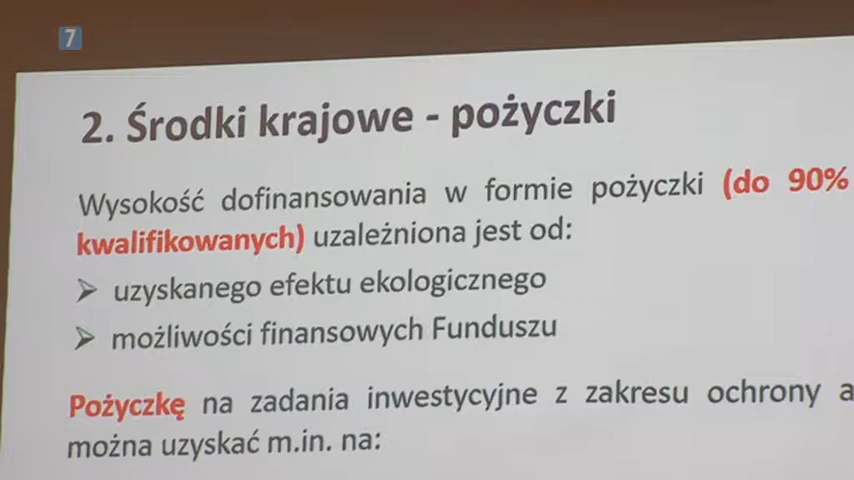 7
2. Środki krajowe - pożyczki
Wysokość dofinansowania w formie pożyczki (do 90%
kwalifikowanych) uzależniona jest od:
➢ uzyskanego efektu ekologicznego
➢ możliwości finansowych Funduszu
Pożyczkę na zadania inwestycyjne z zakresu ochrony a
można uzyskać m.in. na: